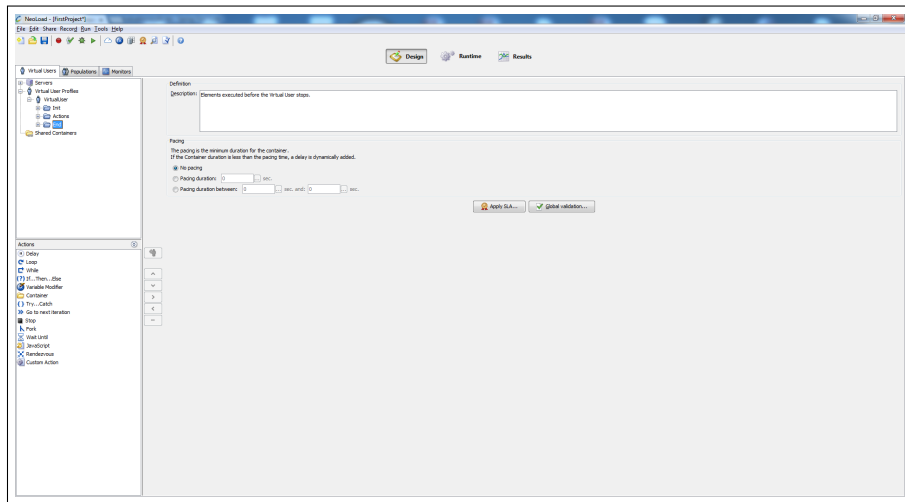 NeoLoad - [FirstProject*]
File Edit Share Record Run Tools Help
Design Runtime Results
Virtual Users Populations Monitors
Servers
Virtual User Profiles
VirtualUser
Init
Actions
End
Shared Containers
Definition
Description: Elements executed before the Virtual User stops.
Pacing
The pacing is the minimum duration for the container.
If the Container duration is less than the pacing time, a delay is dynamically added.
No pacing
Pacing duration: 0 ... sec.
Pacing duration between: 0 ... sec. and: 0 ... sec.
Apply SLA... Global validation...
Actions
Delay
Loop
While
If...Then...Else
Variable Modifier
Container
Try...Catch
Go to next iteration
Stop
Fork
Wait Until
JavaScript
Rendezvous
Custom Action